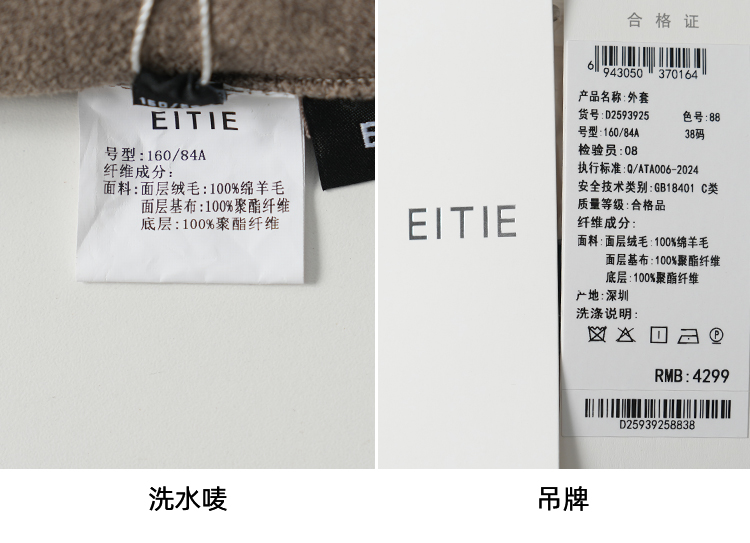 EITIE
号型:160/84A
纤维成分:
面料:面层绒毛:100%绵羊毛
面层基布:100%聚酯纤维
底层:100%聚酯纤维
洗水唛
EITIE
合格证
6 943050 370164
产品名称:外套
货号:D2593925 色号:88
号型:160/84A 38码
检验员:08
执行标准:Q/ATA006-2024
安全技术类别:GB18401 C类
质量等级:合格品
纤维成分:
面料:面层绒毛:100%绵羊毛
面层基布:100%聚酯纤维
底层:100%聚酯纤维
产地:深圳
洗涤说明:
P
RMB:4299
D25939258838
吊牌